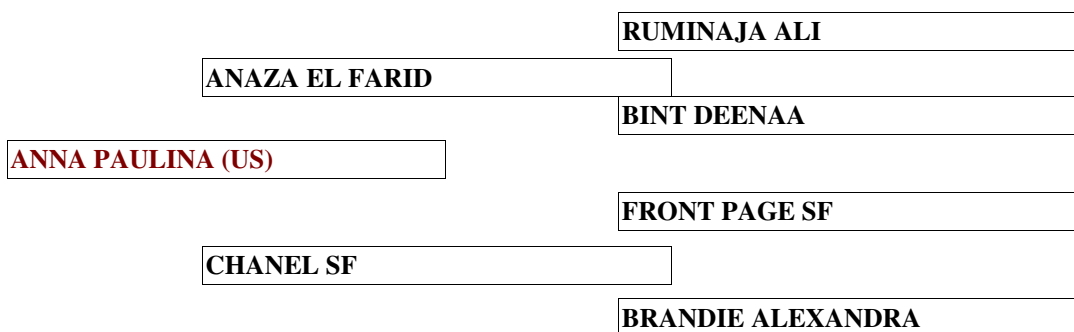 RUMINAJA ALI
ANAZA EL FARID
BINT DEENAA
ANNA PAULINA (US)
FRONT PAGE SF
CHANEL SF
BRANDIE ALEXANDRA